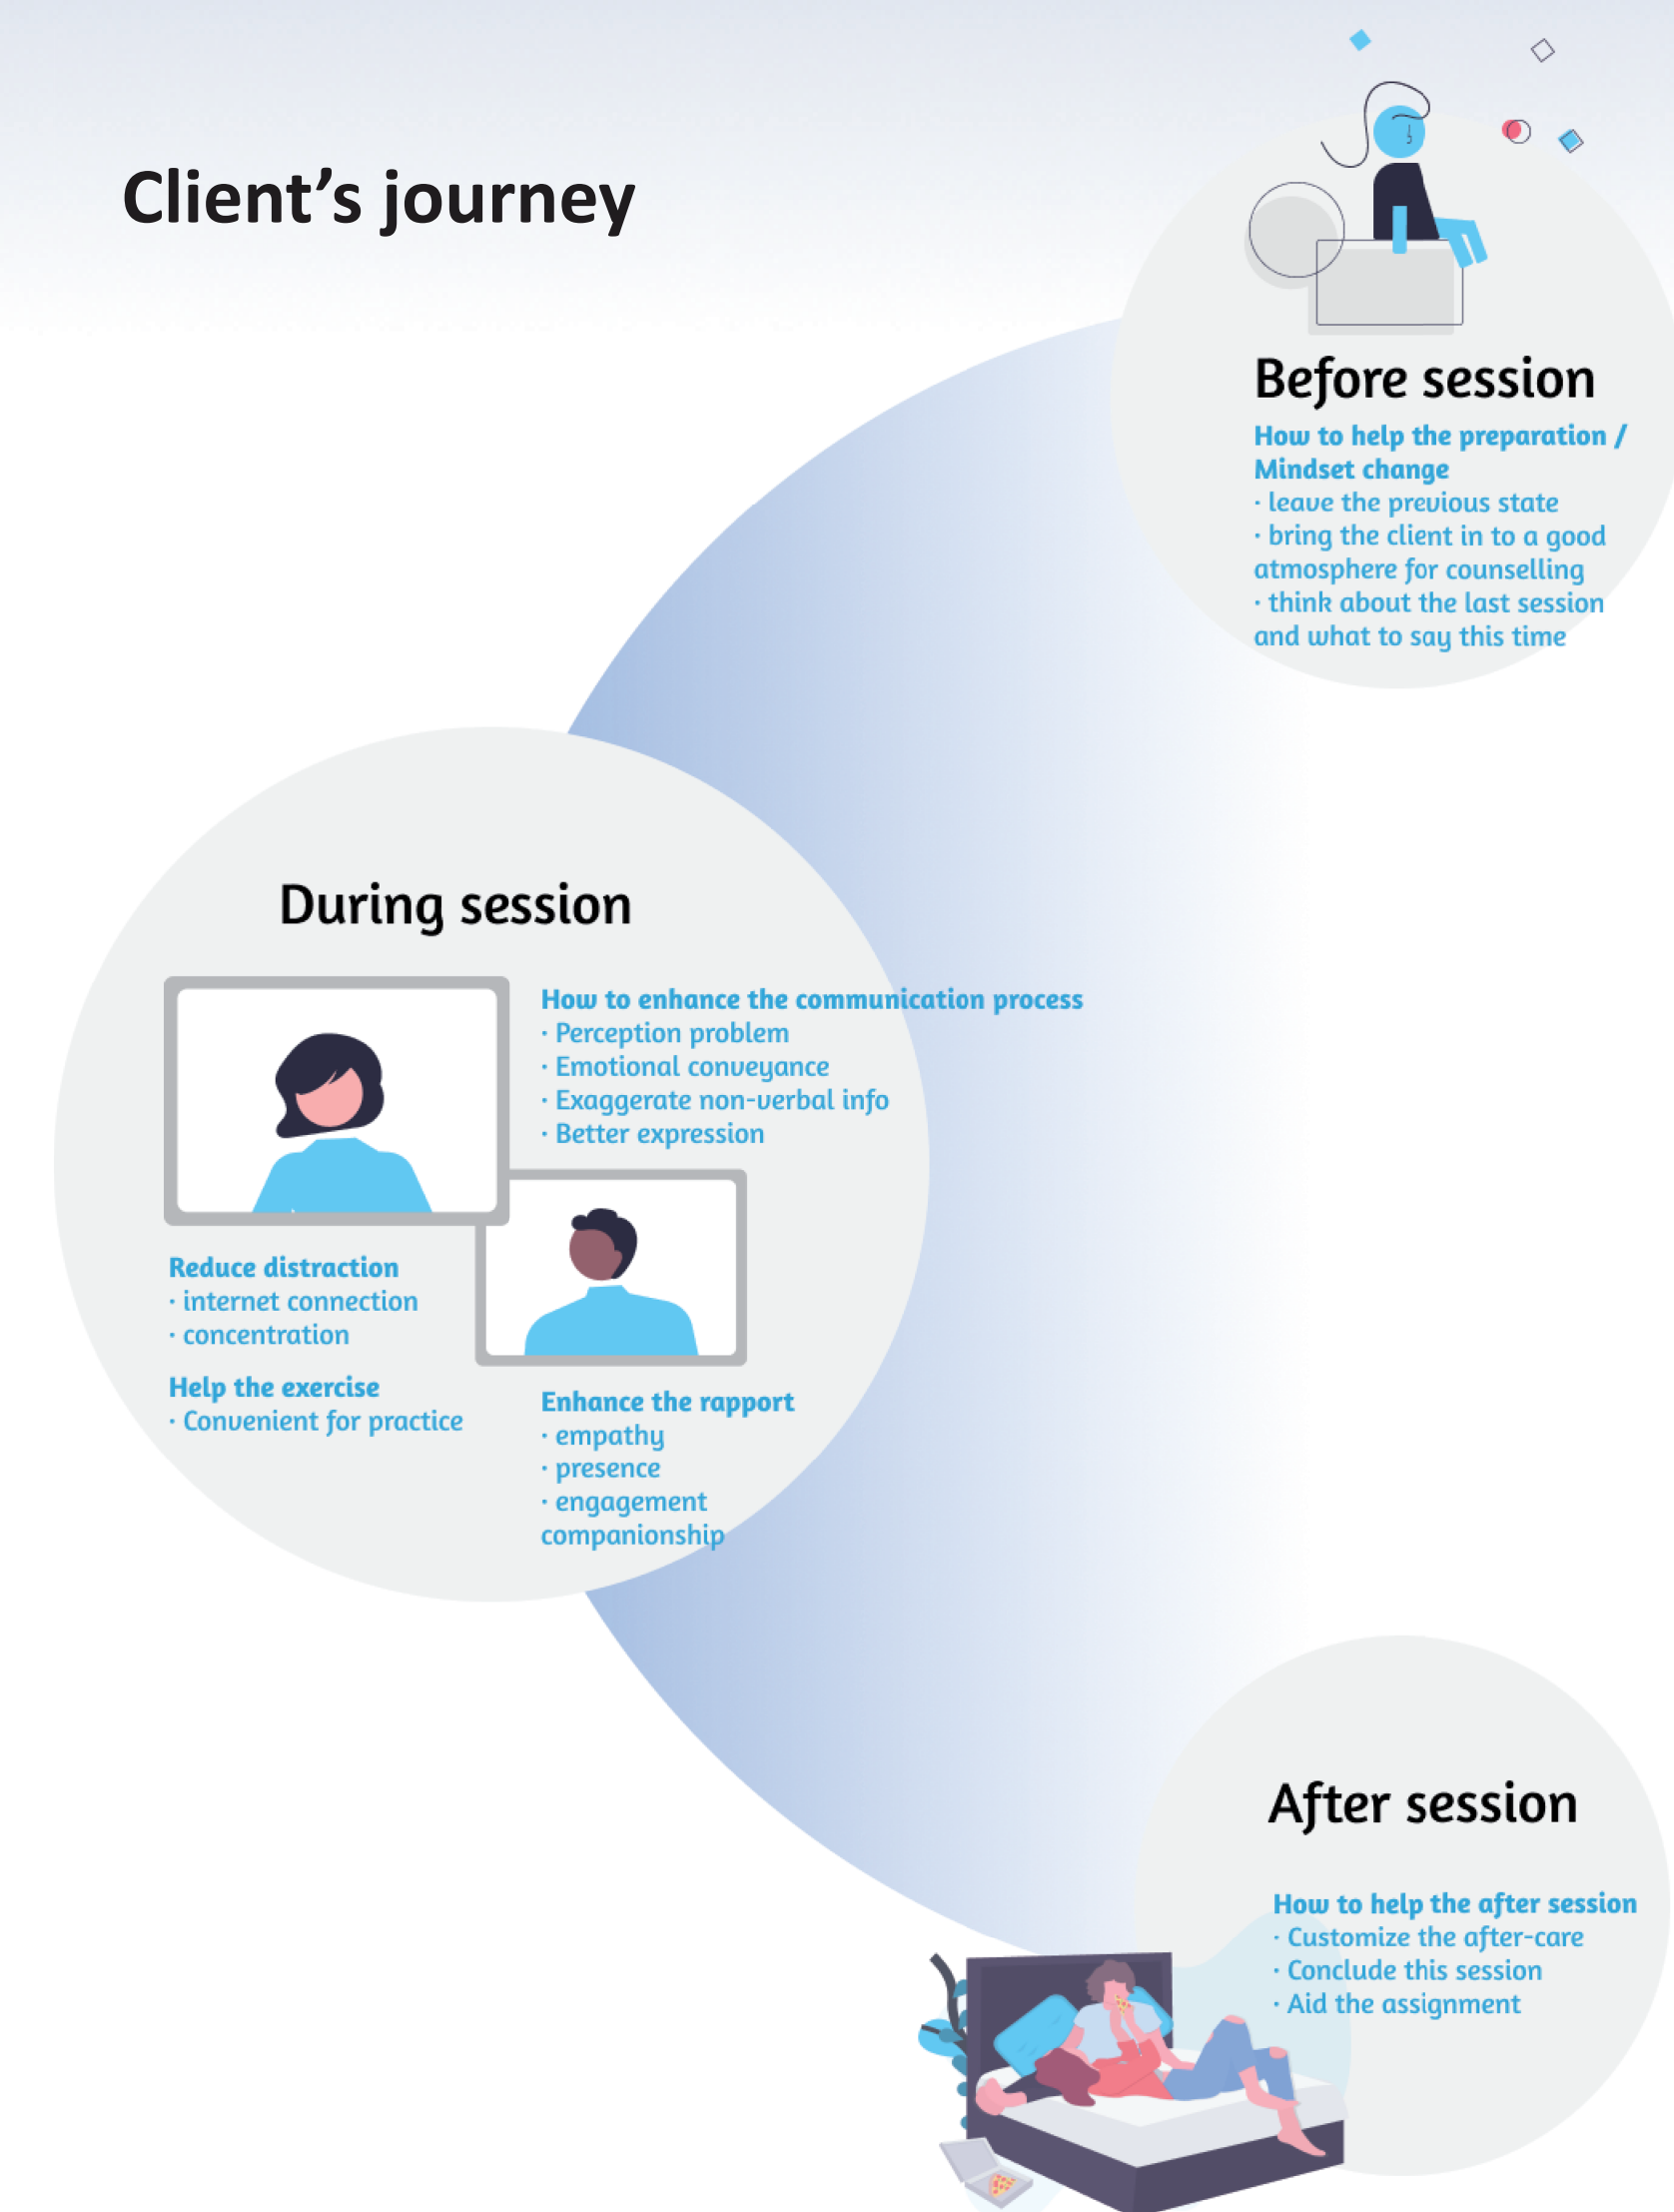 Client’s journey
Before session
How to help the preparation /
Mindset change
· leave the previous state
· bring the client in to a good
atmosphere for counselling
· think about the last session
and what to say this time
During session
How to enhance the communication process
· Perception problem
· Emotional conveyance
· Exaggerate non-verbal info
· Better expression
Reduce distraction
· internet connection
· concentration
Help the exercise
· Convenient for practice
Enhance the rapport
· empathy
· presence
· engagement
companionship
After session
How to help the after session
· Customize the after-care
· Conclude this session
· Aid the assignment